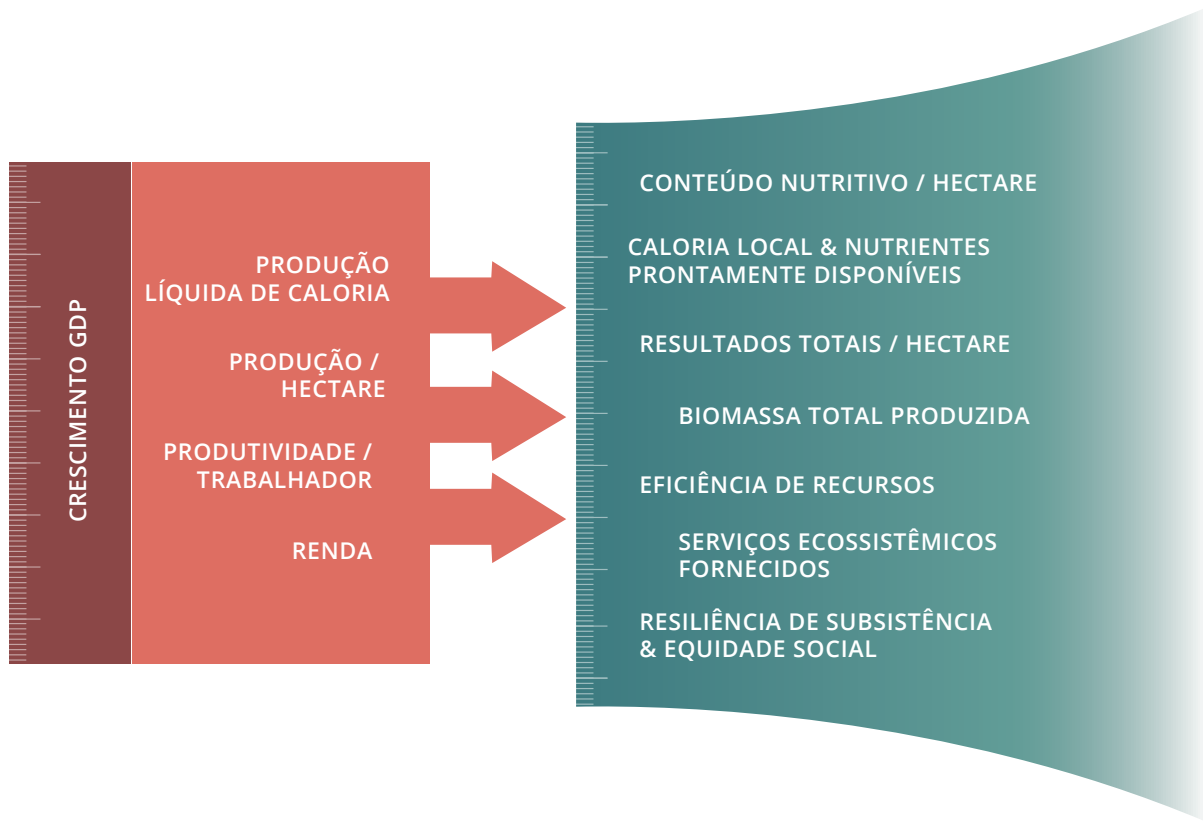 CRESCIMENTO GDP
PRODUÇÃO
LÍQUIDA DE CALORIA
PRODUÇÃO /
HECTARE
PRODUTIVIDADE /
TRABALHADOR
RENDA
CONTEÚDO NUTRITIVO / HECTARE
CALORIA LOCAL & NUTRIENTES
PRONTAMENTE DISPONÍVEIS
RESULTADOS TOTAIS / HECTARE
BIOMASSA TOTAL PRODUZIDA
EFICIÊNCIA DE RECURSOS
SERVIÇOS ECOSSISTÊMICOS
FORNECIDOS
RESILIÊNCIA DE SUBSISTÊNCIA
& EQUIDADE SOCIAL